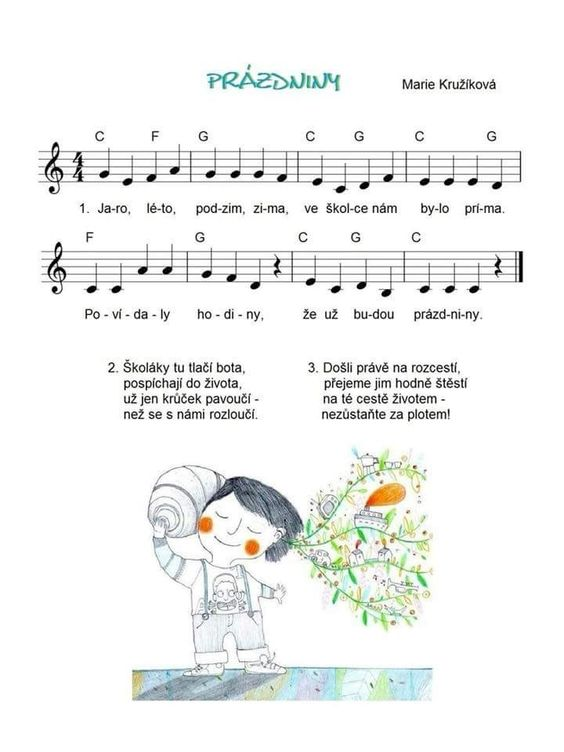 PRÁZDNINY
Marie Kružíková
C F G C G C G
1. Ja-ro, lé-to, pod-zim, zi-ma, ve škol-ce nám by-lo prí-ma.
F G C G C
Po - ví - da - ly ho - di - ny, že už bu-dou prázd-ni-ny.
2. Školáky tu tlačí bota,
pospíchají do života,
už jen krůček pavoučí -
než se s námi rozloučí.
3. Došli právě na rozcestí,
přejeme jim hodně štěstí
na té cestě životem -
nezůstaňte za plotem!